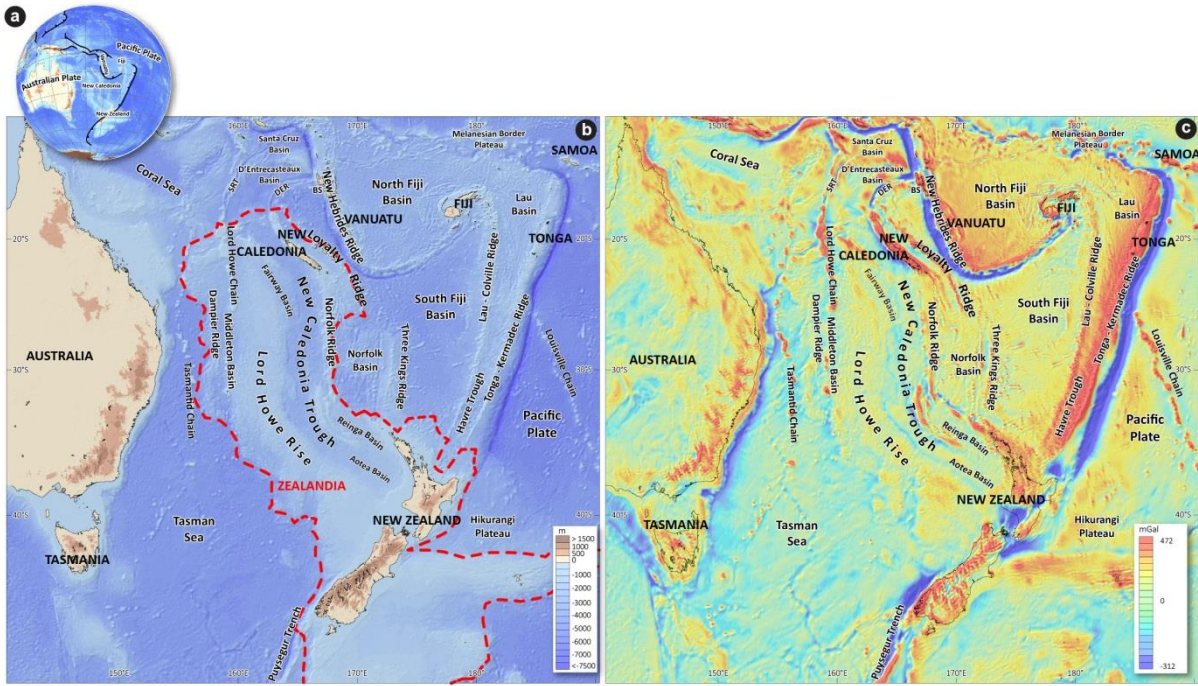 a
Pacific Plate
Fiji
Vanuatu
Australian Plate
New Caledonia
New Zealand
b
160°E
170°E
180°
Santa Cruz
Basin
Melanesian Border
Plateau
SAMOA
Coral Sea
SRT
D'Entrecasteaux
Basin
DER
BS
New Hebrides Ridge
North Fiji
Basin
VANUATU
FIJI
Lau
Basin
TONGA
20°S
NEW
CALEDONIA
Loyalty
Ridge
Lord Howe Chain
Fairway Basin
Dampier Ridge
Middleton Basin
New Caledonia Trough
Norfolk Ridge
South Fiji
Basin
Lau - Colville Ridge
Tonga - Kermadec Ridge
AUSTRALIA
30°S
Tasmantid Chain
Lord Howe Rise
Norfolk
Basin
Three Kings Ridge
Havre Trough
Louisville Chain
Pacific
Plate
Reinga Basin
Aotea Basin
ZEALANDIA
40°S
TASMANIA
Tasman
Sea
NEW ZEALAND
Hikurangi
Plateau
Puysegur Trench
m
> 1500
1000
500
0
-1000
-2000
-3000
-4000
-5000
-6000
-7000
<-7500
150°E
160°E
170°E
180°
c
150°E
160°E
170°E
180°
Santa Cruz
Basin
Melanesian Border
Plateau
SAMOA
Coral Sea
SRT
D'Entrecasteaux
Basin
DER
BS
New Hebrides Ridge
North Fiji
Basin
VANUATU
FIJI
Lau
Basin
TONGA
20°S
NEW
CALEDONIA
Loyalty
Ridge
Lord Howe Chain
Fairway Basin
Dampier Ridge
Middleton Basin
New Caledonia Trough
Norfolk Ridge
South Fiji
Basin
Lau - Colville Ridge
Tonga - Kermadec Ridge
AUSTRALIA
30°S
Tasmantid Chain
Lord Howe Rise
Norfolk
Basin
Three Kings Ridge
Havre Trough
Louisville Chain
Pacific
Plate
Reinga Basin
Aotea Basin
40°S
TASMANIA
Tasman
Sea
NEW ZEALAND
Hikurangi
Plateau
Puysegur Trench
mGal
472
0
-312
150°E
160°E
170°E
180°